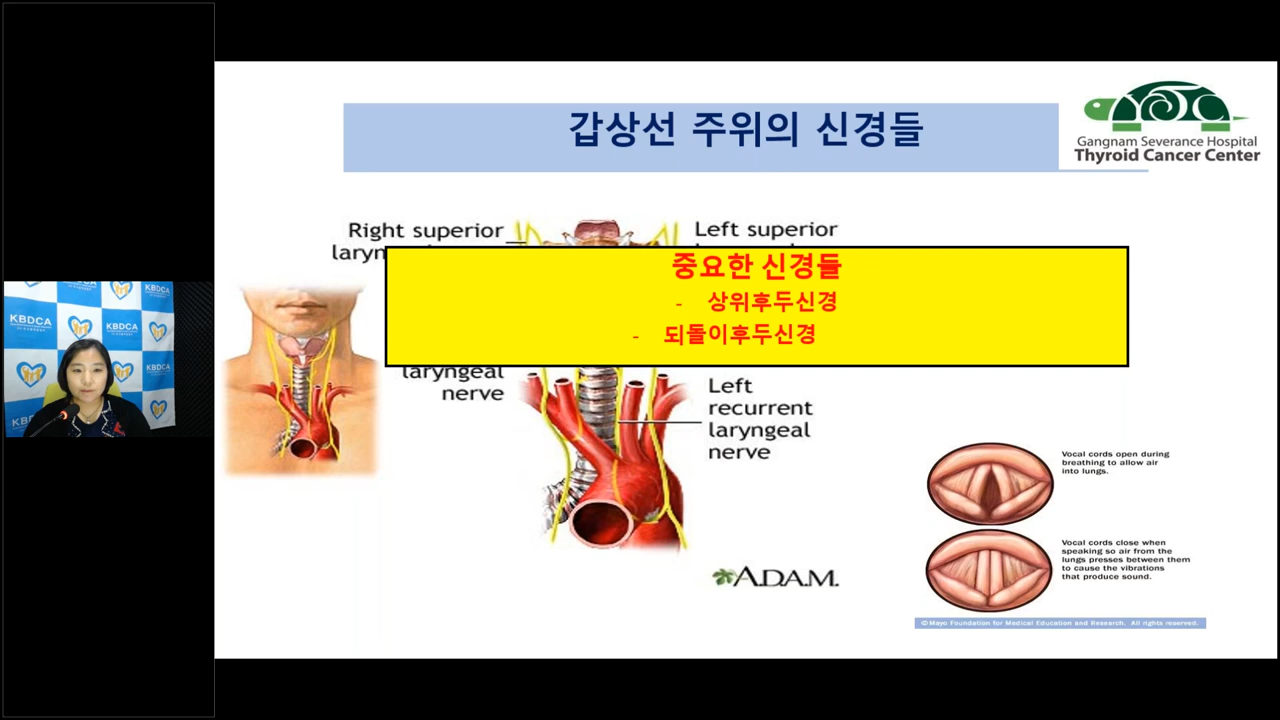 갑상선 주위의 신경들
Gangnam Severance Hospital
Thyroid Cancer Center
Right superior
laryn
Left superior
중요한 신경들
- 상위후두신경
- 되돌이후두신경
laryngeal
nerve
Left
recurrent
laryngeal
nerve
Vocal cords open during
breathing to allow air
into lungs.
Vocal cords close when
speaking so air from the
lungs presses between them
to cause the vibrations
that produce sound.
A.D.A.M.
© Mayo Foundation for Medical Education and Research. All rights reserved.
KBDCA
KBDCA
KBDCA
KBDCA